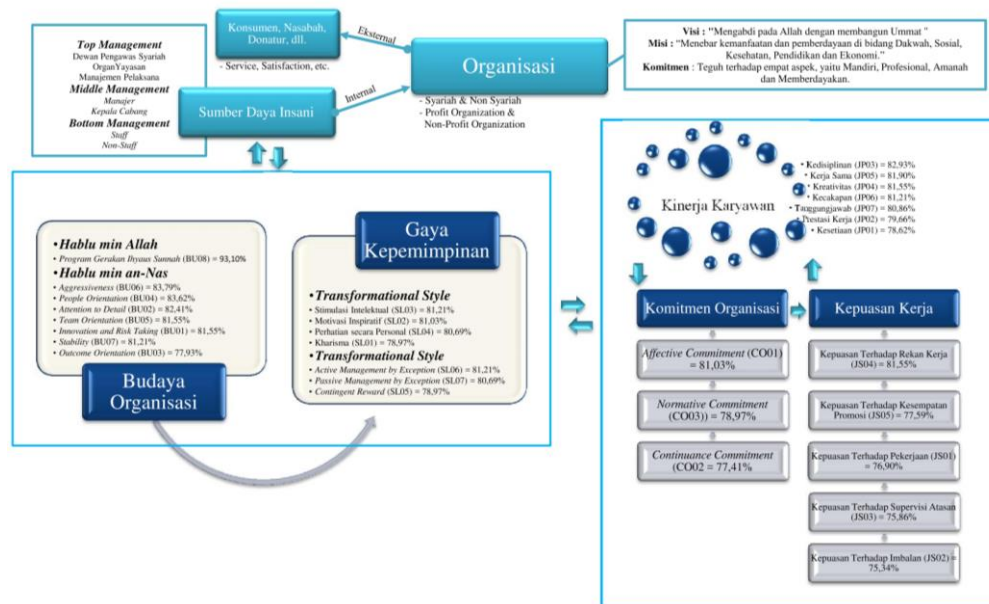 Konsumen, Nasabah,
Donatur, dll.
- Service, Satisfaction, etc.
Eksternal
Internal
Organisasi
- Syariah & Non Syariah
- Profit Organization &
Non-Profit Organization
Visi : "Mengabdi pada Allah dengan membangun Ummat "
Misi : “Menebar kemanfaatan dan pemberdayaan di bidang Dakwah, Sosial,
Kesehatan, Pendidikan dan Ekonomi.”
Komitmen : Teguh terhadap empat aspek, yaitu Mandiri, Profesional, Amanah
dan Memberdayakan.
Top Management
Dewan Pengawas Syariah
OrganYayasan
Manajemen Pelaksana
Middle Management
Manajer
Kepala Cabang
Bottom Management
Staff
Non-Staff
Sumber Daya Insani
•Hablu min Allah
• Program Gerakan Ihyaus Sunnah (BU08) = 93,10%
•Hablu min an-Nas
• Aggressiveness (BU06) = 83,79%
• People Orientation (BU04) = 83,62%
• Attention to Detail (BU02) = 82,41%
• Team Orientation (BU05) = 81,55%
• Innovation and Risk Taking (BU01) = 81,55%
• Stability (BU07) = 81,21%
• Outcome Orientation (BU03) = 77,93%
Budaya
Organisasi
Gaya
Kepemimpinan
•Transformational Style
• Stimulasi Intelektual (SL03) = 81,21%
• Motivasi Inspiratif (SL02) = 81,03%
• Perhatian secara Personal (SL04) = 80,69%
• Kharisma (SL01) = 78,97%
•Transformational Style
• Active Management by Exception (SL06) = 81,21%
• Passive Management by Exception (SL07) = 80,69%
• Contingent Reward (SL05) = 78,97%
Kinerja Karyawan
• Kedisiplinan (JP03) = 82,93%
• Kerja Sama (JP05) = 81,90%
• Kreativitas (JP04) = 81,55%
• Kecakapan (JP06) = 81,21%
• Tanggungjawab (JP07) = 80,86%
• Prestasi Kerja (JP02) = 79,66%
• Kesetiaan (JP01) = 78,62%
Komitmen Organisasi
Affective Commitment (CO01)
= 81,03%
Normative Commitment
(CO03)) = 78,97%
Continuance Commitment
(CO02 = 77,41%
Kepuasan Kerja
Kepuasan Terhadap Rekan Kerja
(JS04) = 81,55%
Kepuasan Terhadap Kesempatan
Promosi (JS05) = 77,59%
Kepuasan Terhadap Pekerjaan (JS01)
= 76,90%
Kepuasan Terhadap Supervisi Atasan
(JS03) = 75,86%
Kepuasan Terhadap Imbalan (JS02) =
75,34%